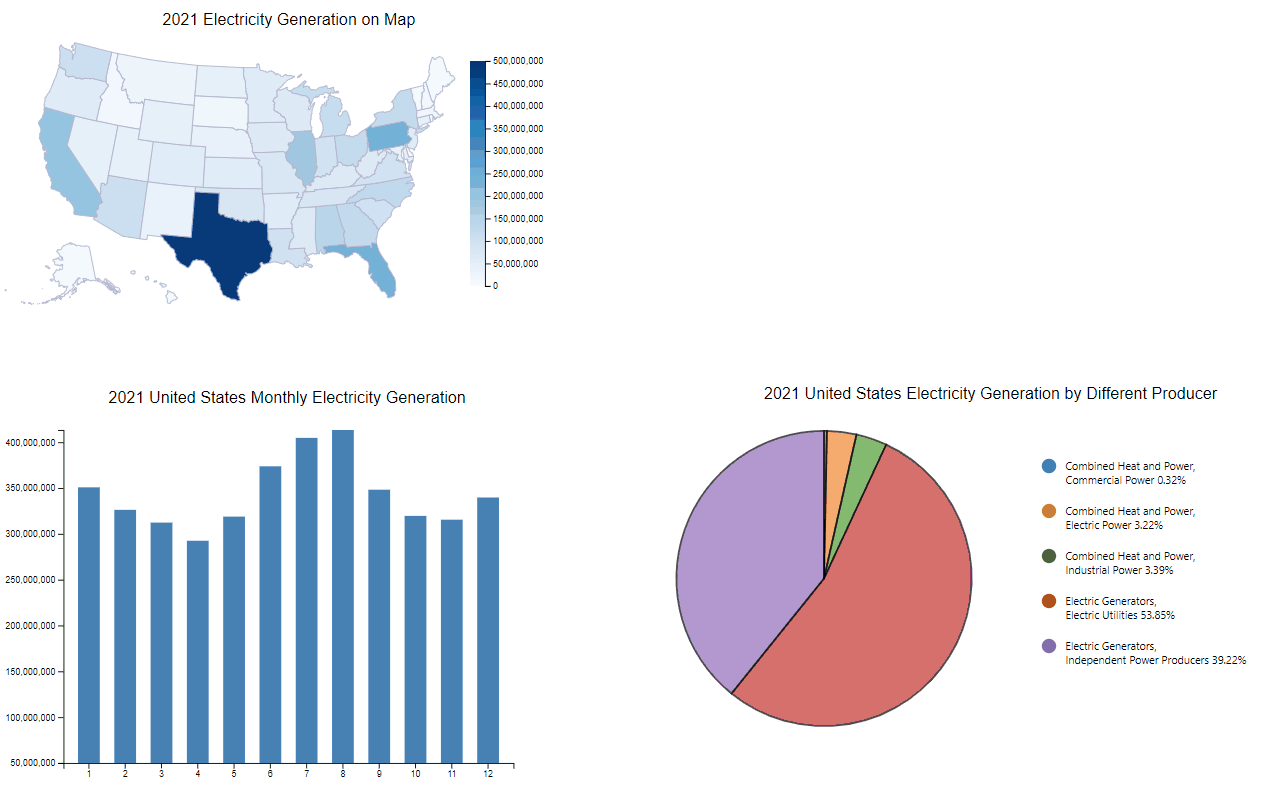 2021 Electricity Generation on Map
500,000,000
450,000,000
400,000,000
350,000,000
300,000,000
250,000,000
200,000,000
150,000,000
100,000,000
50,000,000
0
2021 United States Monthly Electricity Generation
400,000,000
350,000,000
300,000,000
250,000,000
200,000,000
150,000,000
100,000,000
50,000,000
1 2 3 4 5 6 7 8 9 10 11 12
2021 United States Electricity Generation by Different Producer
Combined Heat and Power,
Commercial Power 0.32%
Combined Heat and Power,
Electric Power 3.22%
Combined Heat and Power,
Industrial Power 3.39%
Electric Generators,
Electric Utilities 53.85%
Electric Generators,
Independent Power Producers 39.22%